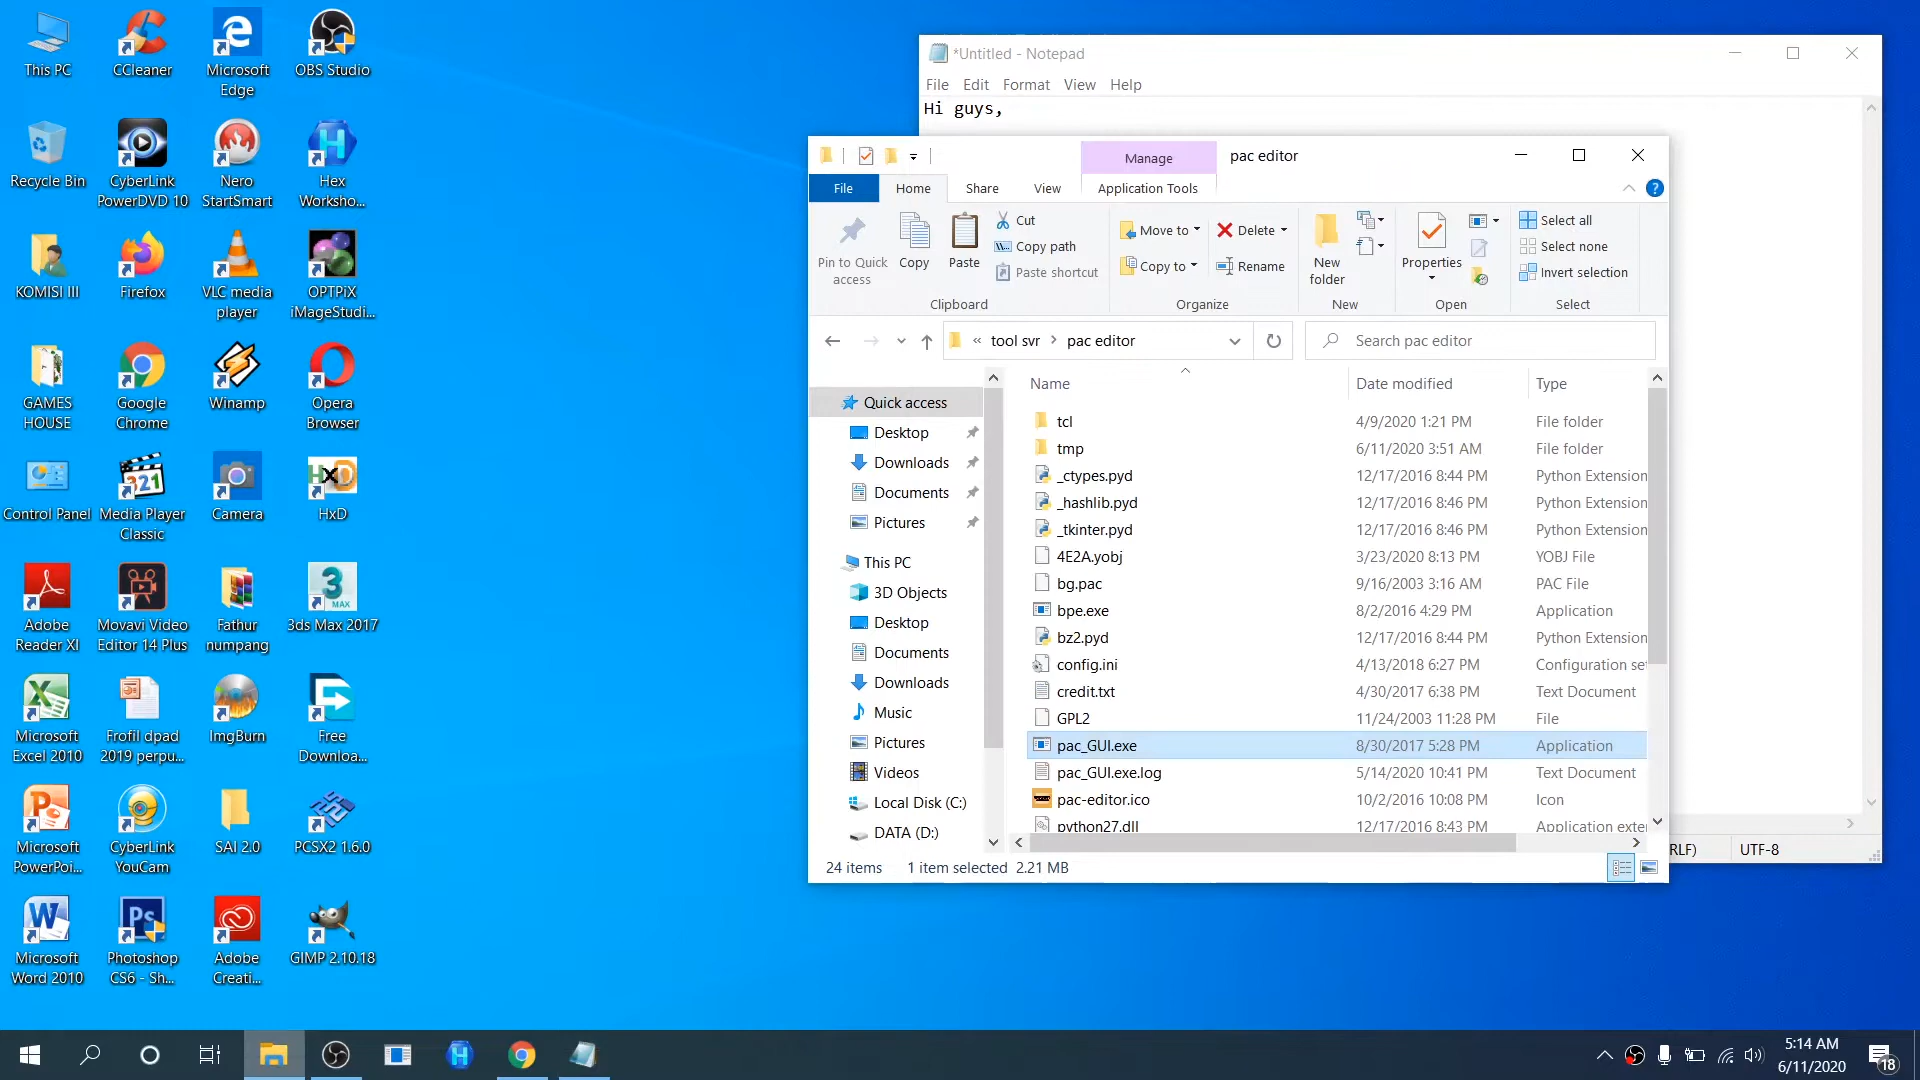 This PC
CCleaner
Microsoft
Edge
OBS Studio
Recycle Bin
CyberLink
PowerDVD 10
Nero
StartSmart
Hex
Worksho...
KOMISI III
Firefox
VLC media
player
OPTPiX
iMageStudi...
GAMES
HOUSE
Google
Chrome
Winamp
Opera
Browser
Control Panel
Media Player
Classic
Camera
HxD
Adobe
Reader XI
Movavi Video
Editor 14 Plus
Fathur
numpang
3ds Max 2017
Microsoft
Excel 2010
Frofil dpad
2019 perpu...
ImgBurn
Free
Downloa...
Microsoft
PowerPoi...
CyberLink
YouCam
SAI 2.0
PCSX2 1.6.0
Microsoft
Word 2010
Photoshop
CS6 - Sh...
Adobe
Creati...
GIMP 2.10.18
*Untitled - Notepad
File Edit Format View Help
Hi guys,
Manage
pac editor
File Home Share View Application Tools
Pin to Quick
access
Copy
Paste
Cut
Copy path
Paste shortcut
Clipboard
Move to
Copy to
Delete
Rename
Organize
New
folder
New
Properties
Open
Select all
Select none
Invert selection
Select
« tool svr > pac editor
Search pac editor
Quick access
Desktop
Downloads
Documents
Pictures
This PC
3D Objects
Desktop
Documents
Downloads
Music
Pictures
Videos
Local Disk (C:)
DATA (D:)
Name Date modified Type
tcl 4/9/2020 1:21 PM File folder
tmp 6/11/2020 3:51 AM File folder
_ctypes.pyd 12/17/2016 8:44 PM Python Extension
_hashlib.pyd 12/17/2016 8:46 PM Python Extension
_tkinter.pyd 12/17/2016 8:46 PM Python Extension
4E2A.yobj 3/23/2020 8:13 PM YOBJ File
bg.pac 9/16/2003 3:16 AM PAC File
bpe.exe 8/2/2016 4:29 PM Application
bz2.pyd 12/17/2016 8:44 PM Python Extension
config.ini 4/13/2018 6:27 PM Configuration se
credit.txt 4/30/2017 6:38 PM Text Document
GPL2 11/24/2003 11:28 PM File
pac_GUI.exe 8/30/2017 5:28 PM Application
pac_GUI.exe.log 5/14/2020 10:41 PM Text Document
pac-editor.ico 10/2/2016 10:08 PM Icon
python27.dll 12/17/2016 8:43 PM Application exte
24 items 1 item selected 2.21 MB
RLF) UTF-8
5:14 AM
6/11/2020
18